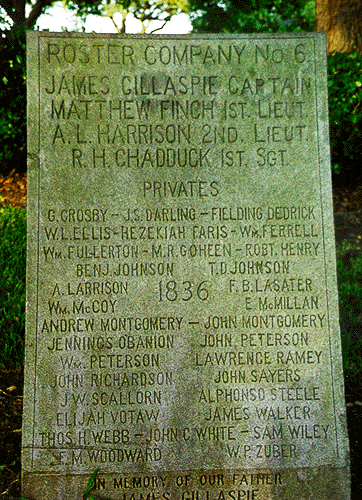 ROSTER COMPANY NO 6.
JAMES GILLASPIE CAPTAIN
MATTHEW FINCH 1ST. LIEUT.
A. L. HARRISON 2ND. LIEUT.
R. H. CHADDUCK 1ST. SGT.
PRIVATES
G. CROSBY - J. S. DARLING - FIELDING DEDRICK
W. L. ELLIS - HEZEKIAH FARIS - WM. FERRELL
WM. FULLERTON - M. R. GOHEEN - ROBT. HENRY
BENJ. JOHNSON T. D. JOHNSON
A. LABRISON 1836 F. B. LASATER
WM. MCCOY E. MCMILLAN
ANDREW MONTGOMERY - JOHN MONTGOMERY
JENNINGS OBANION JOHN PETERSON
WM. PETERSON LAWRENCE RAMEY
JOHN RICHARDSON JOHN SAYERS
J. W. SCALLORN ALPHONSO STEELE
ELIJAH VOTAW JAMES WALKER
THOS. H. WEBB - JOHN C. WHITE - SAM WILEY
F. M. WOODWARD W. P. ZUBER
IN MEMORY OF OUR FATHER
JAMES GILLASPIE